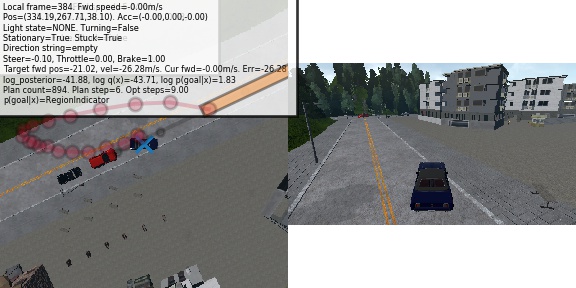 Local frame=384. Fwd speed=-0.00m/s
Pos=(334.19,267.71,38.10). Acc=(-0.00,0.00,-0.00)
Light state=NONE. Turning=False
Stationary=True. Stuck=True
Direction string=empty
Steer=-0.10, Throttle=0.00, Brake=1.00
Target fwd pos=-21.02, vel=-26.28m/s. Cur fwd=-0.00m/s. Err=-26.28
log_posterior=-41.88, log q(x)=-43.71, log p(goal|x)=1.83
Plan count=894. Plan step=6. Opt steps=9.00
p(goal|x)=RegionIndicator